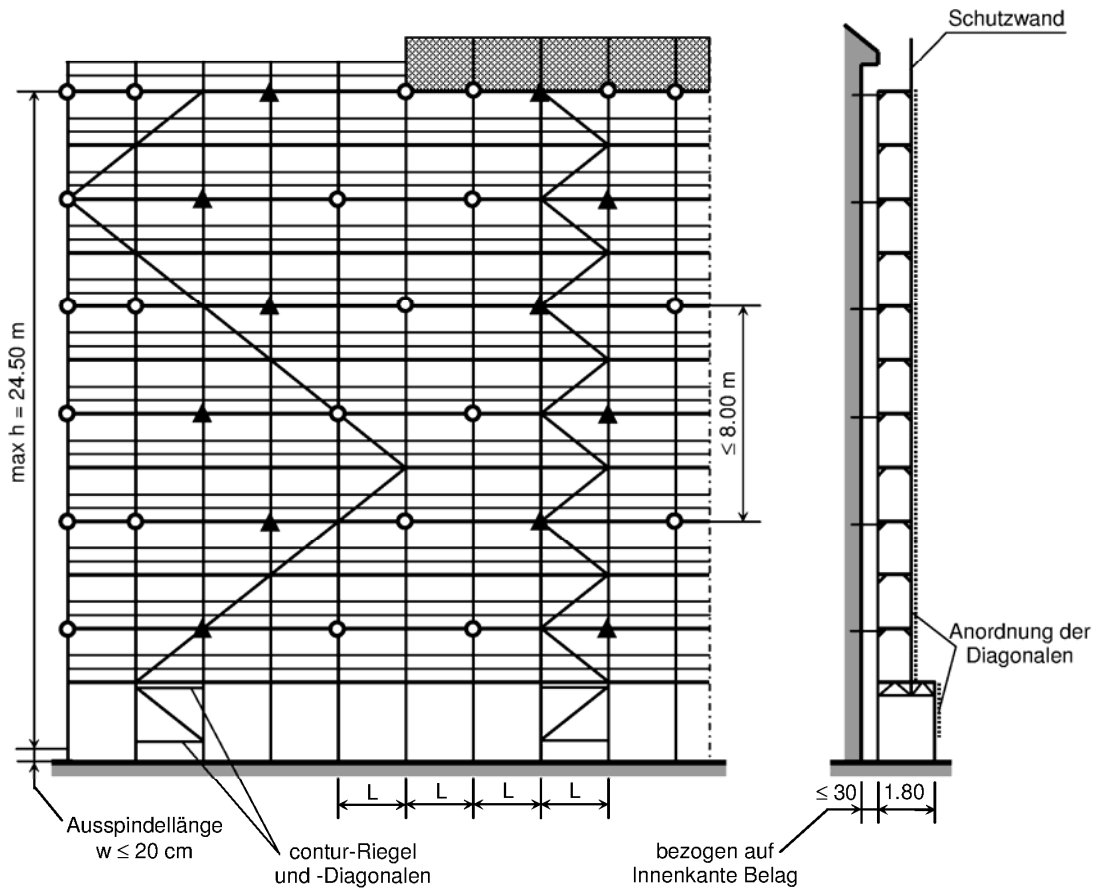 Schutzwand
max h = 24.50 m
≤ 8.00 m
Anordnung der
Diagonalen
L L L L
≤ 30 1.80
Ausspindellänge
w ≤ 20 cm
contur-Riegel
und -Diagonalen
bezogen auf
Innenkante Belag